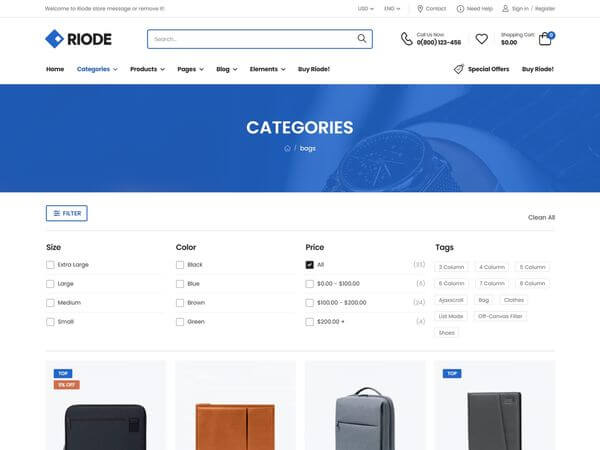 Welcome to Riode store message or remove it!
USD
ENG
Contact
Need Help
Sign in / Register
RIODE
Search...
Call Us Now:
0(800) 123-456
Shopping Cart:
$0.00
0
Home
Categories
Products
Pages
Blog
Elements
Buy Riode!
Special Offers
Buy Riode!
CATEGORIES
/ bags
FILTER
Clean All
Size
Extra Large
Large
Medium
Small
Color
Black
Blue
Brown
Green
Price
All
$0.00 - $100.00 (6)
$100.00 - $200.00 (24)
$200.00 + (4)
Tags
3 Column 4 Column 5 Column
6 Column 7 Column 8 Column
Ajaxscroll Bag Clothes
List Mode Off-Canvas Filter
Shoes
TOP
TOP